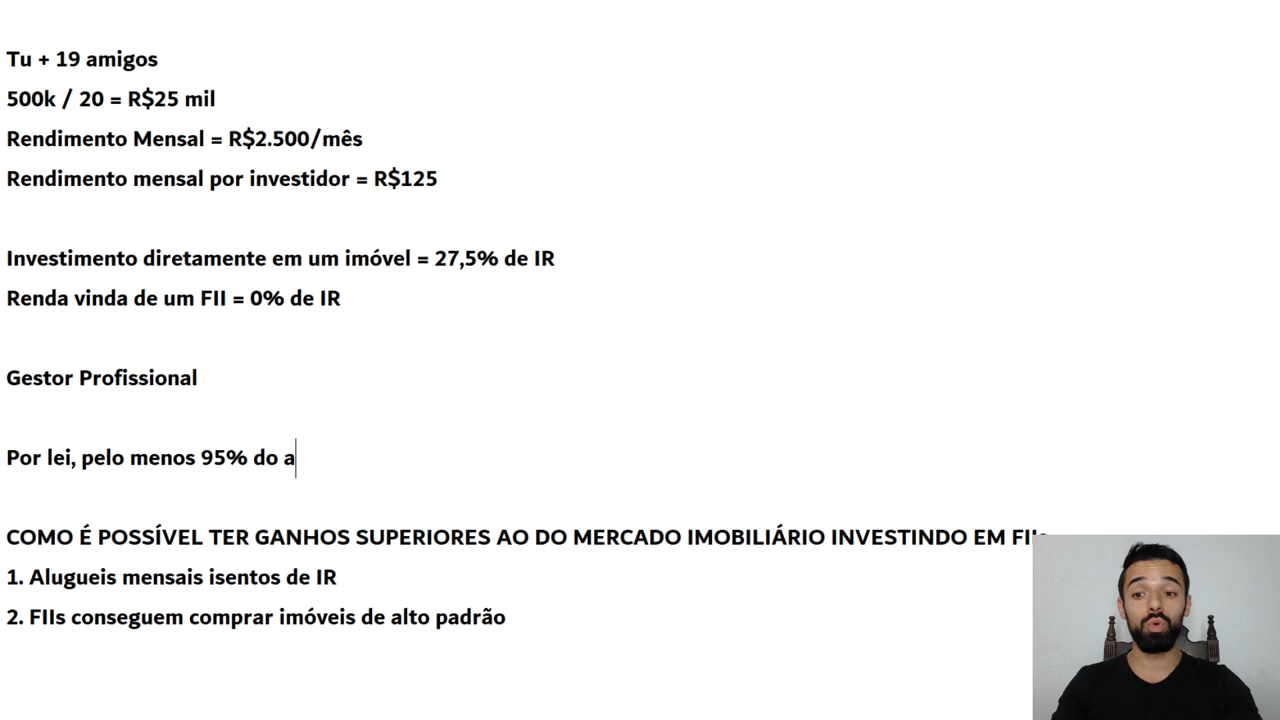 Tu + 19 amigos
500k / 20 = R$25 mil
Rendimento Mensal = R$2.500/mês
Rendimento mensal por investidor = R$125
Investimento diretamente em um imóvel = 27,5% de IR
Renda vinda de um FII = 0% de IR
Gestor Profissional
Por lei, pelo menos 95% do a
COMO É POSSÍVEL TER GANHOS SUPERIORES AO DO MERCADO IMOBILIÁRIO INVESTINDO EM FIIs
1. Alugueis mensais isentos de IR
2. FIIs conseguem comprar imóveis de alto padrão